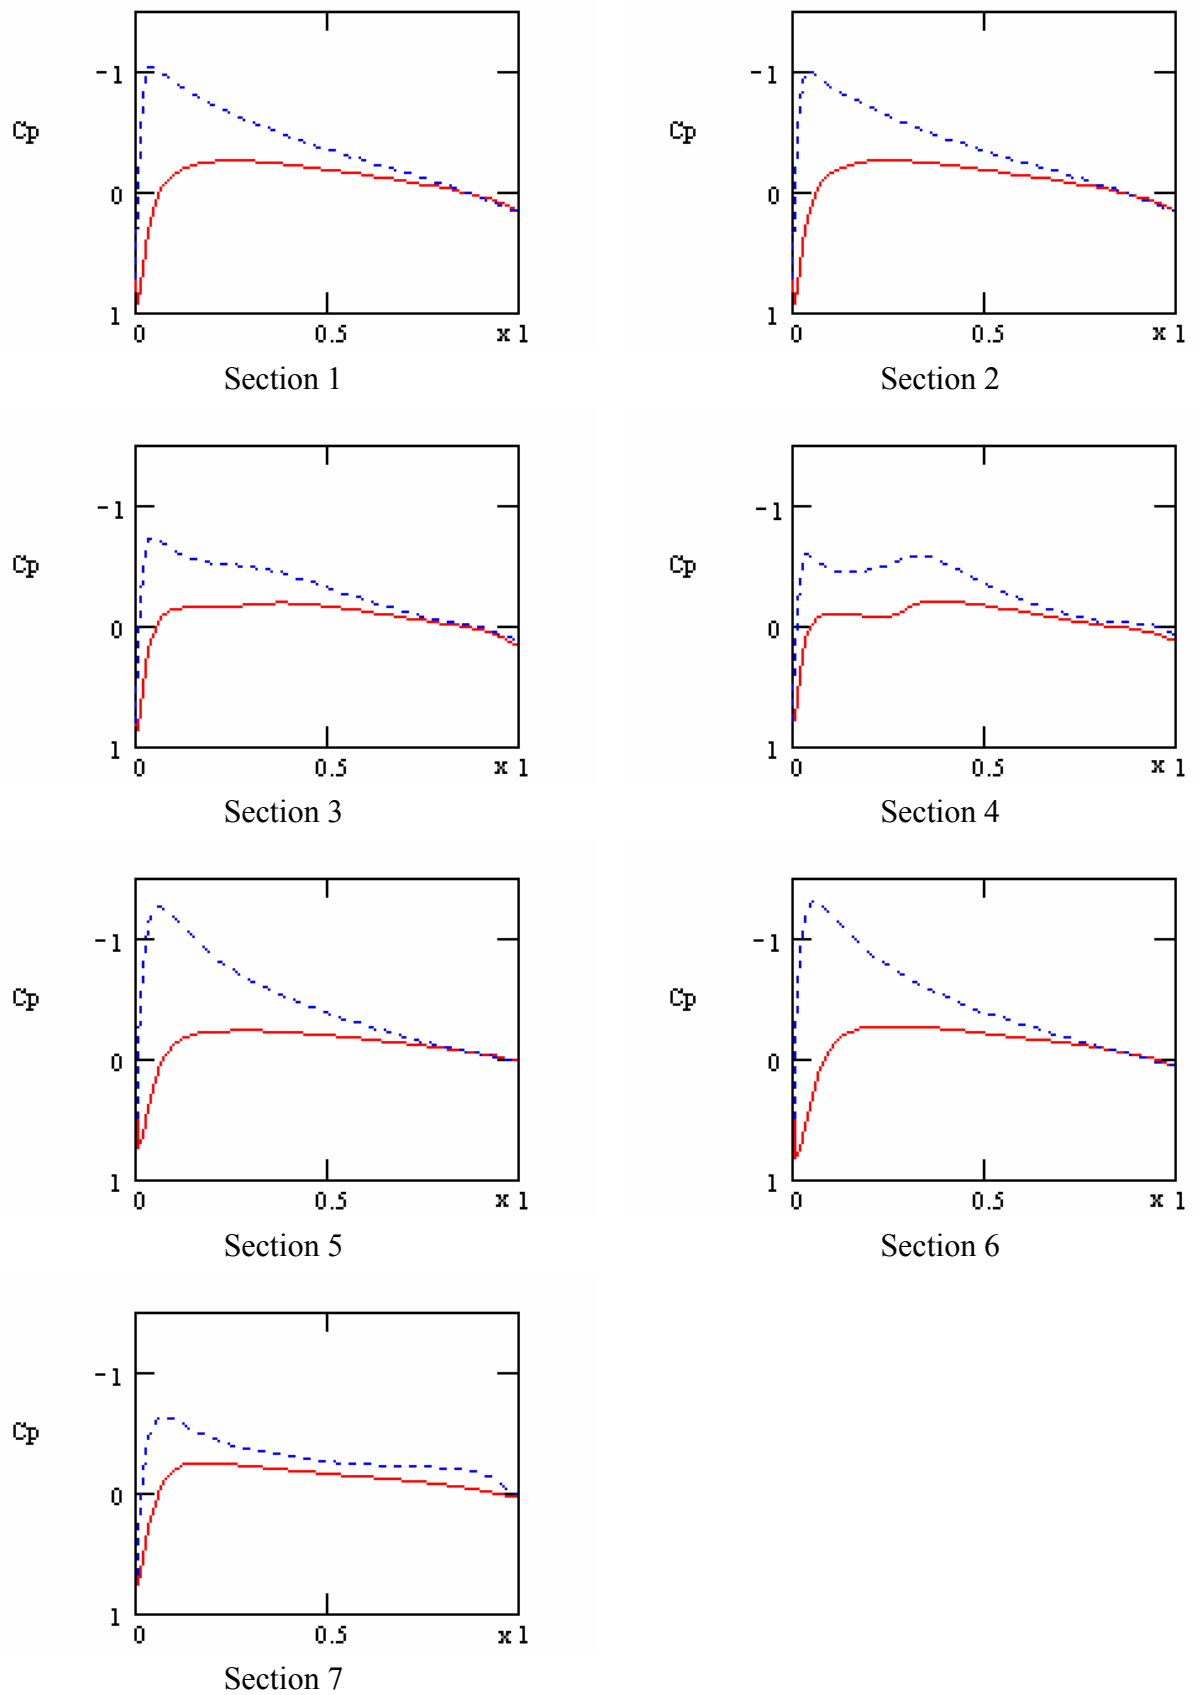 -1 -1
Cp Cp
0 0
1 1
0 0.5 x 1 0 0.5 x 1
Section 1 Section 2
-1 -1
Cp Cp
0 0
1 1
0 0.5 x 1 0 0.5 x 1
Section 3 Section 4
-1 -1
Cp Cp
0 0
1 1
0 0.5 x 1 0 0.5 x 1
Section 5 Section 6
-1
Cp
0
1
0 0.5 x 1
Section 7